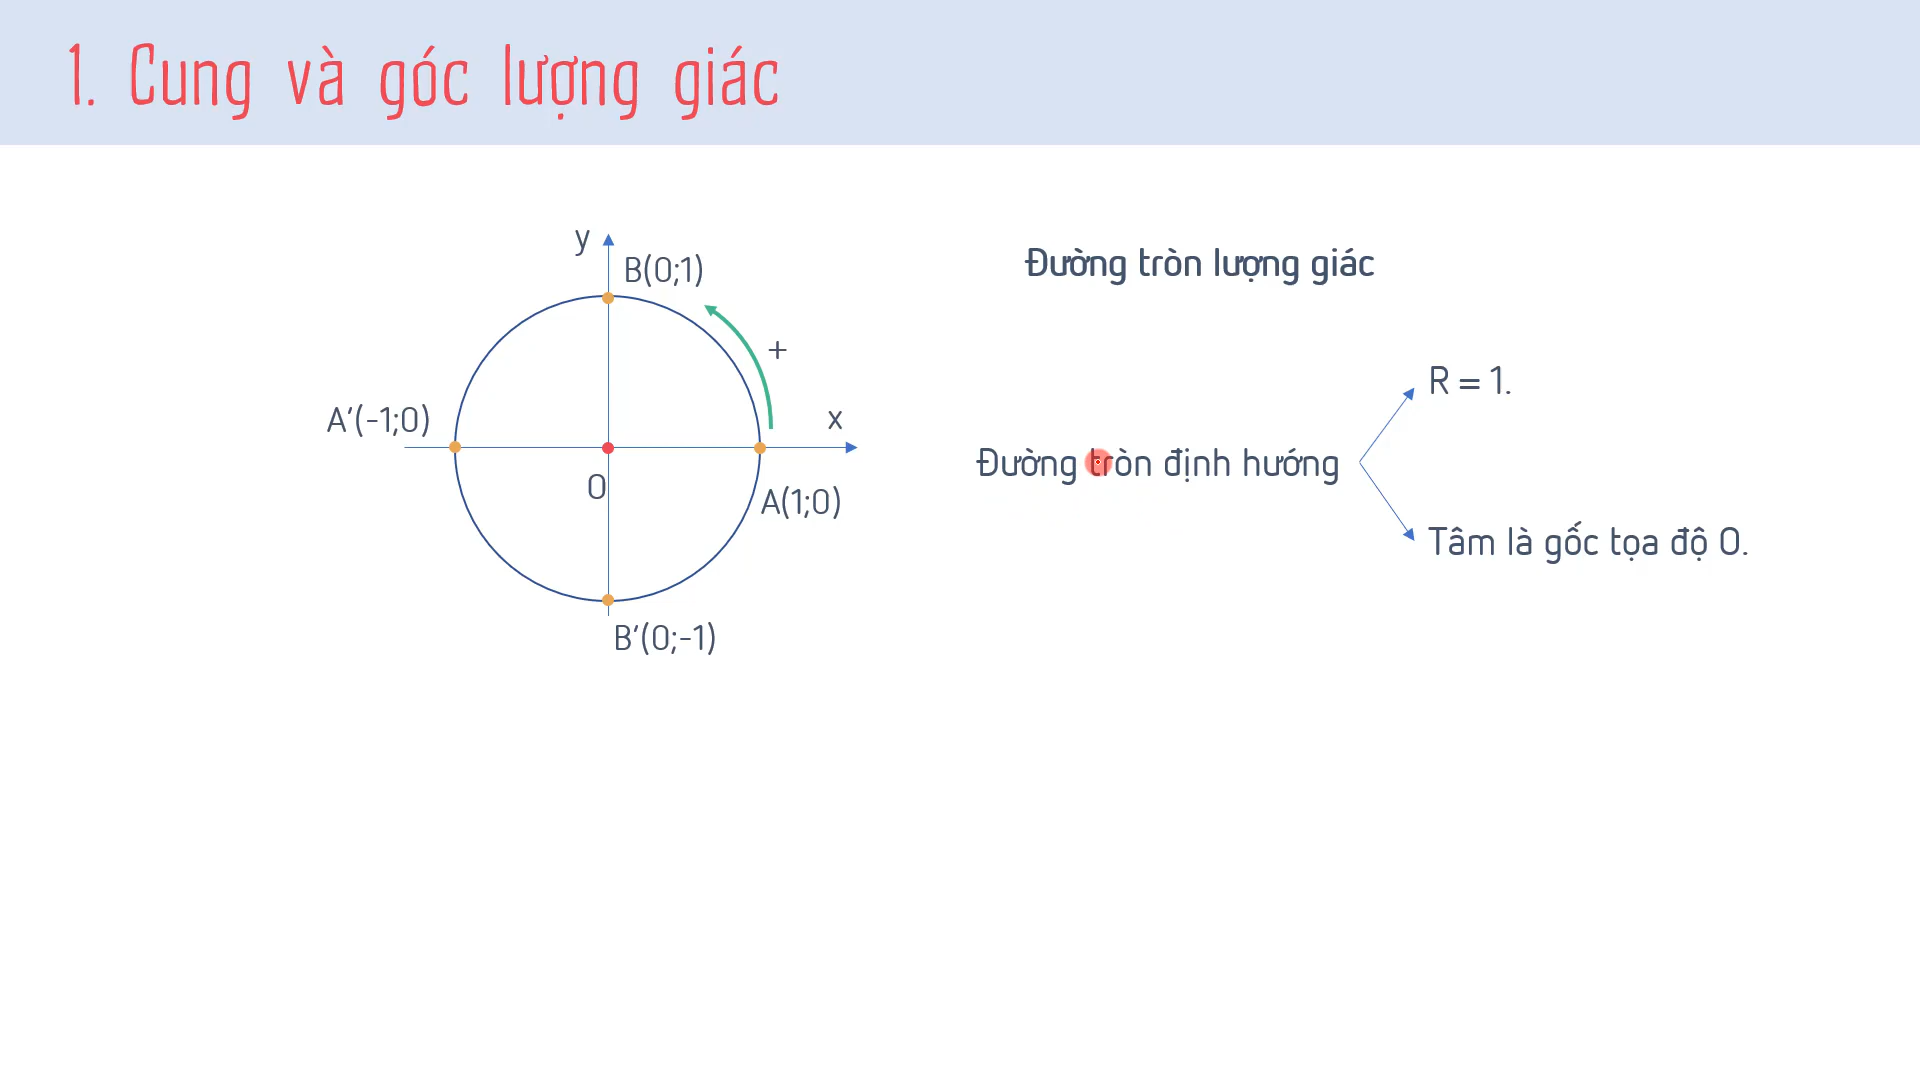 1. Cung và góc lượng giác
y
B(0;1)
Đường tròn lượng giác
+
R = 1.
A'(-1;0)
x
Đường tròn định hướng
O
A(1;0)
Tâm là gốc tọa độ O.
B'(0;-1)